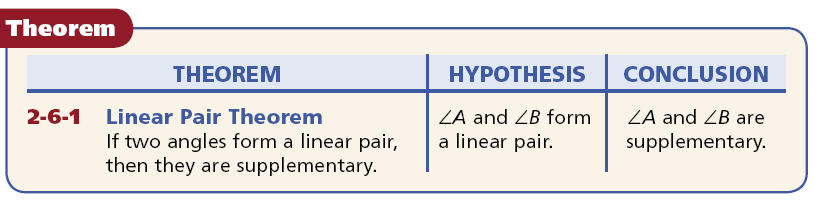 Theorem
THEOREM HYPOTHESIS CONCLUSION
2-6-1 Linear Pair Theorem
If two angles form a linear pair,
then they are supplementary.
∠A and ∠B form
a linear pair.
∠A and ∠B are
supplementary.